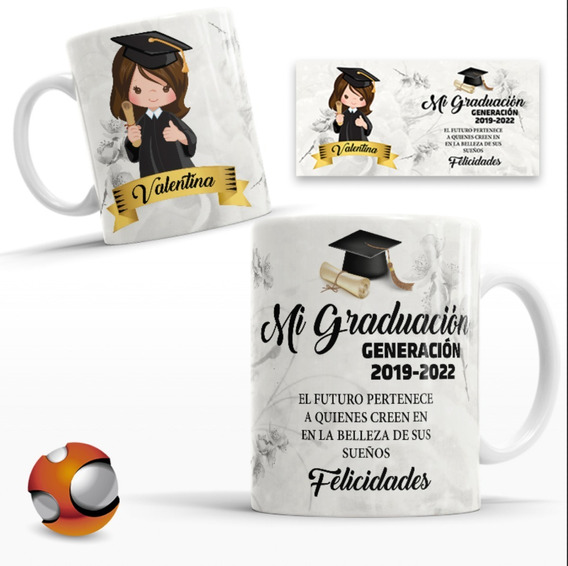 Valentina
Mi Graduación
GENERACIÓN
2019-2022
EL FUTURO PERTENECE
A QUIENES CREEN EN
EN LA BELLEZA DE SUS
SUEÑOS
Felicidades
Valentina
Mi Graduación
GENERACIÓN
2019-2022
EL FUTURO PERTENECE
A QUIENES CREEN EN
EN LA BELLEZA DE SUS
SUEÑOS
Felicidades